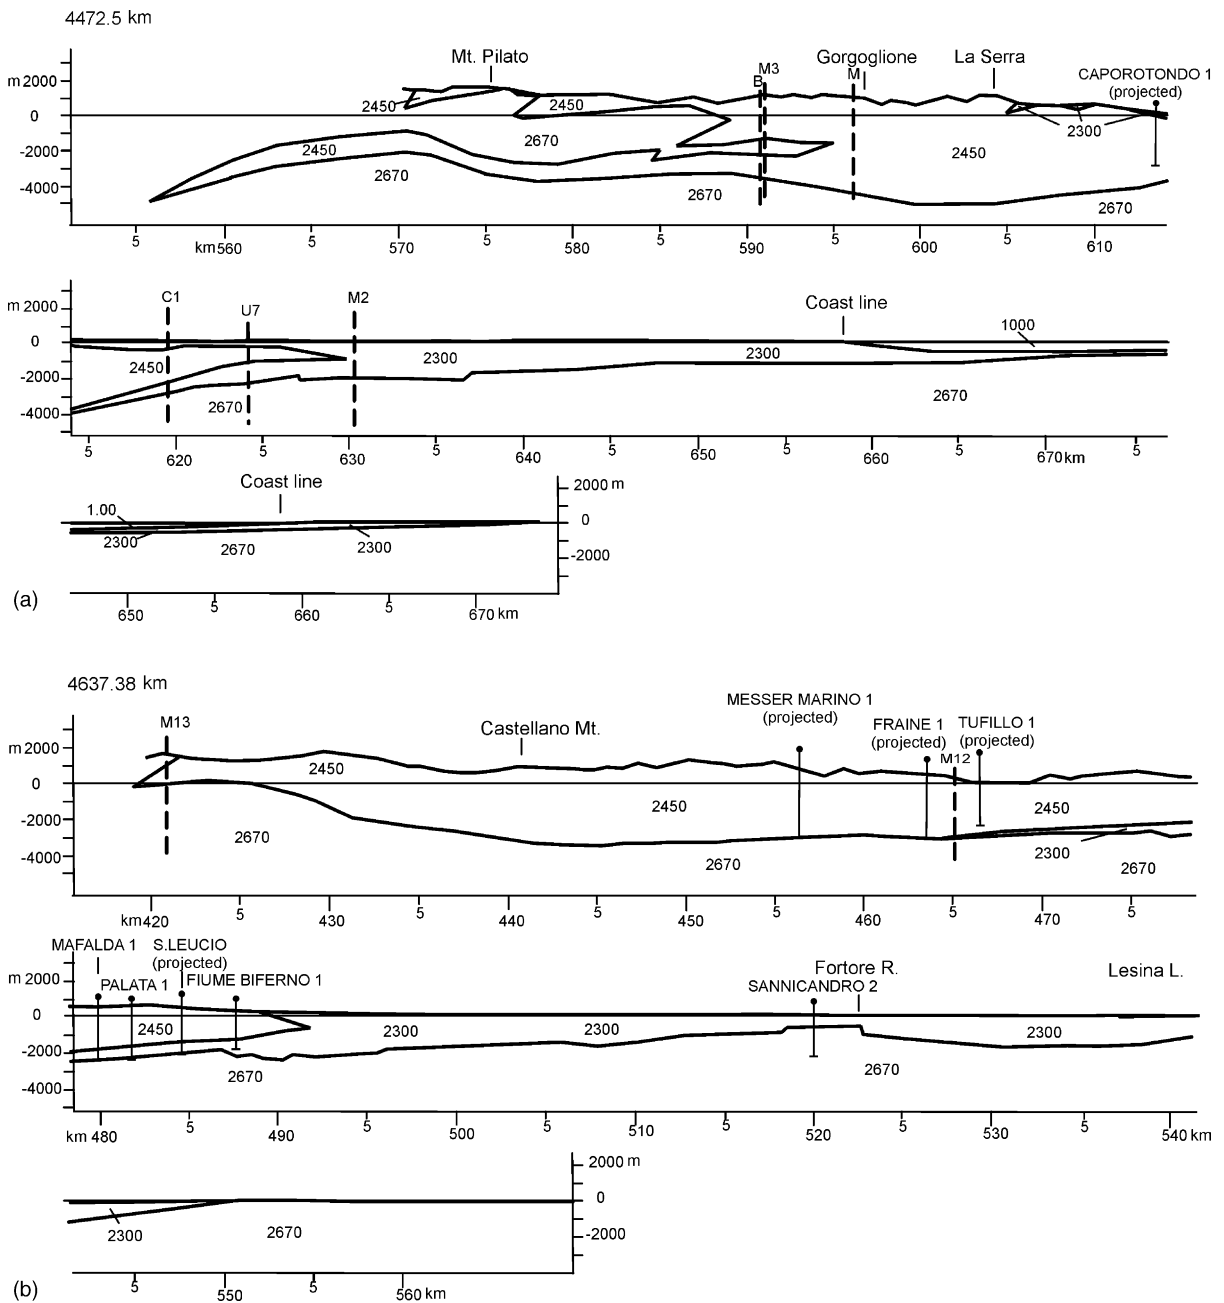 4472.5 km
Mt. Pilato
Gorgoglione
La Serra
M3
B
M
CAPOROTONDO 1
(projected)
m 2000
0
-2000
-4000
2450
2450
2670
2450
2300
2450
2670
2670
2670
5
km560
5
570
5
580
5
590
5
600
5
610
C1
U7
M2
Coast line
1000
m 2000
0
-2000
-4000
2450
2300
2300
2670
2670
5
620
5
630
5
640
5
650
5
660
5
670km
5
Coast line
2000 m
0
-2000
1.00
2300
2670
2300
(a)
650
5
660
5
670 km
4637.38 km
M13
Castellano Mt.
MESSER MARINO 1
(projected)
FRAINE 1
(projected)
TUFILLO 1
(projected)
M12
m 2000
0
-2000
-4000
2450
2450
2450
2670
2670
2300
2670
km420
5
430
5
440
5
450
5
460
5
470
5
MAFALDA 1
S.LEUCIO
(projected)
PALATA 1
FIUME BIFERNO 1
Fortore R.
SANNICANDRO 2
Lesina L.
m 2000
0
-2000
-4000
2450
2300
2300
2300
2670
2670
km 480
5
490
5
500
5
510
5
520
5
530
5
540 km
2000 m
0
-2000
2300
2670
(b)
5
550
5
560 km